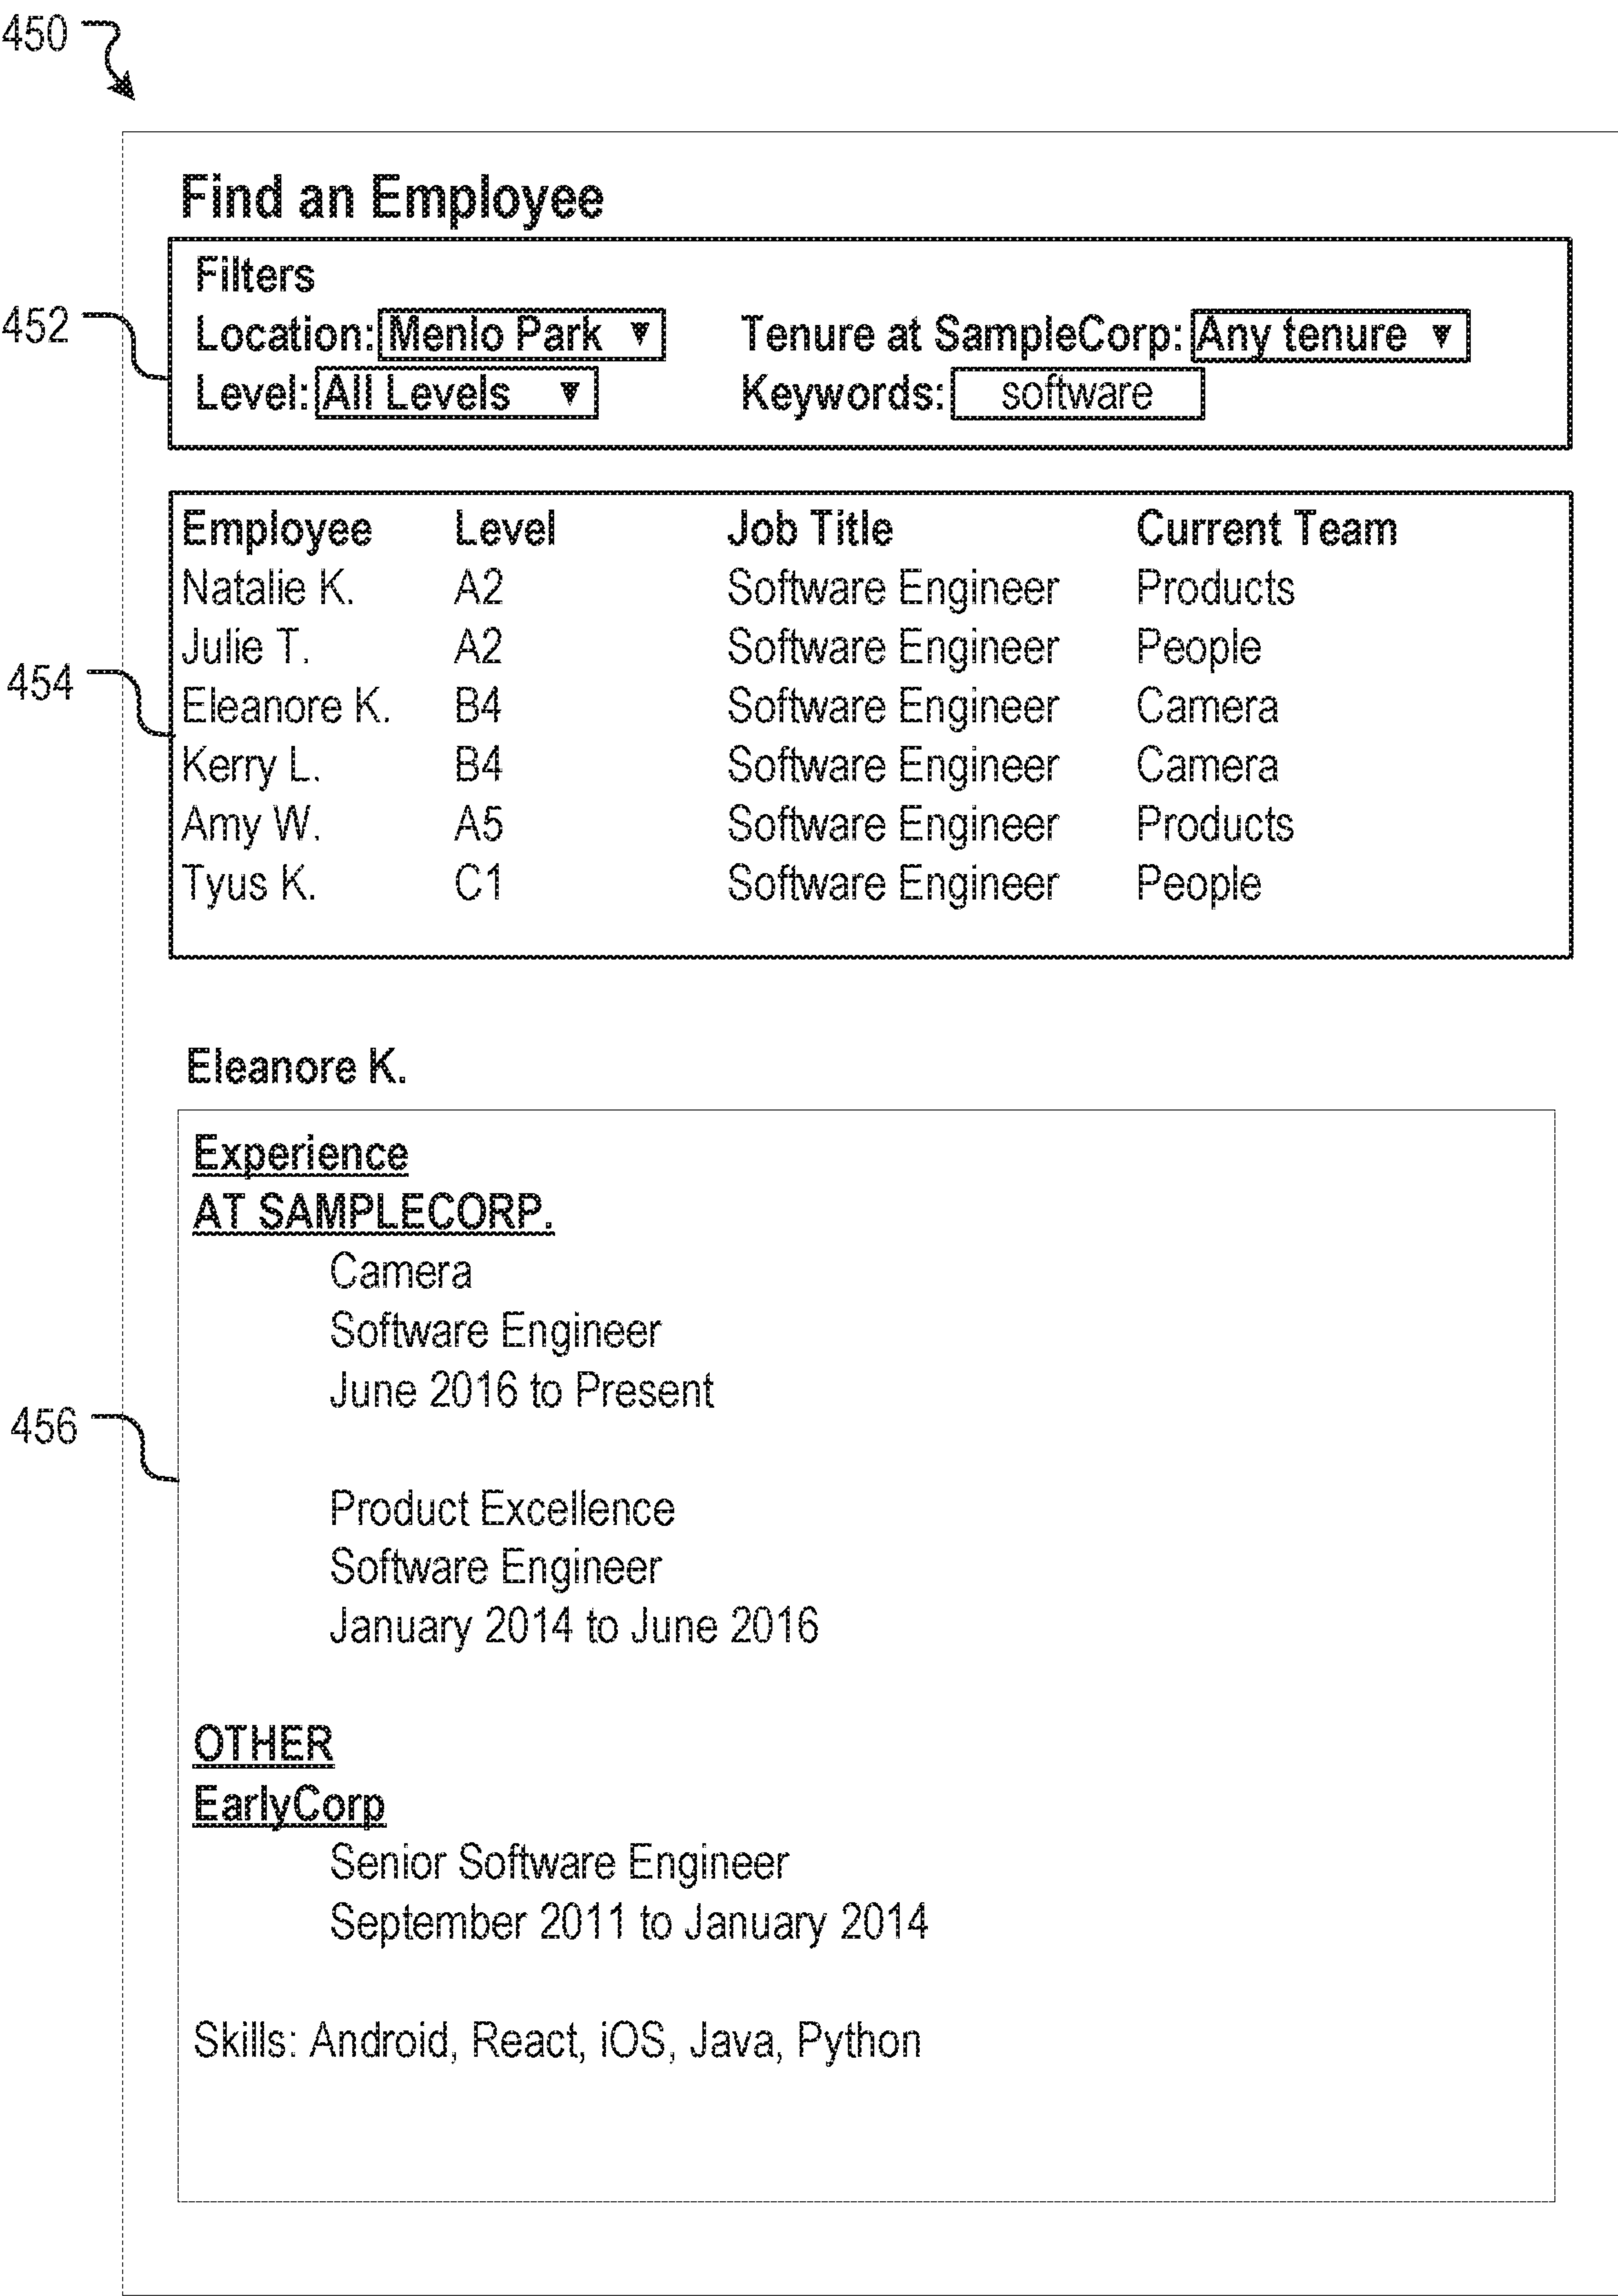 450
Find an Employee
Filters
452
Location: Menlo Park ▼ Tenure at SampleCorp: Any tenure ▼
Level: All Levels ▼ Keywords: software
Employee Level Job Title Current Team
Natalie K. A2 Software Engineer Products
Julie T. A2 Software Engineer People
454
Eleanore K. B4 Software Engineer Camera
Kerry L. B4 Software Engineer Camera
Amy W. A5 Software Engineer Products
Tyus K. C1 Software Engineer People
Eleanore K.
Experience
AT SAMPLECORP.
Camera
Software Engineer
June 2016 to Present
456
Product Excellence
Software Engineer
January 2014 to June 2016
OTHER
EarlyCorp
Senior Software Engineer
September 2011 to January 2014
Skills: Android, React, iOS, Java, Python